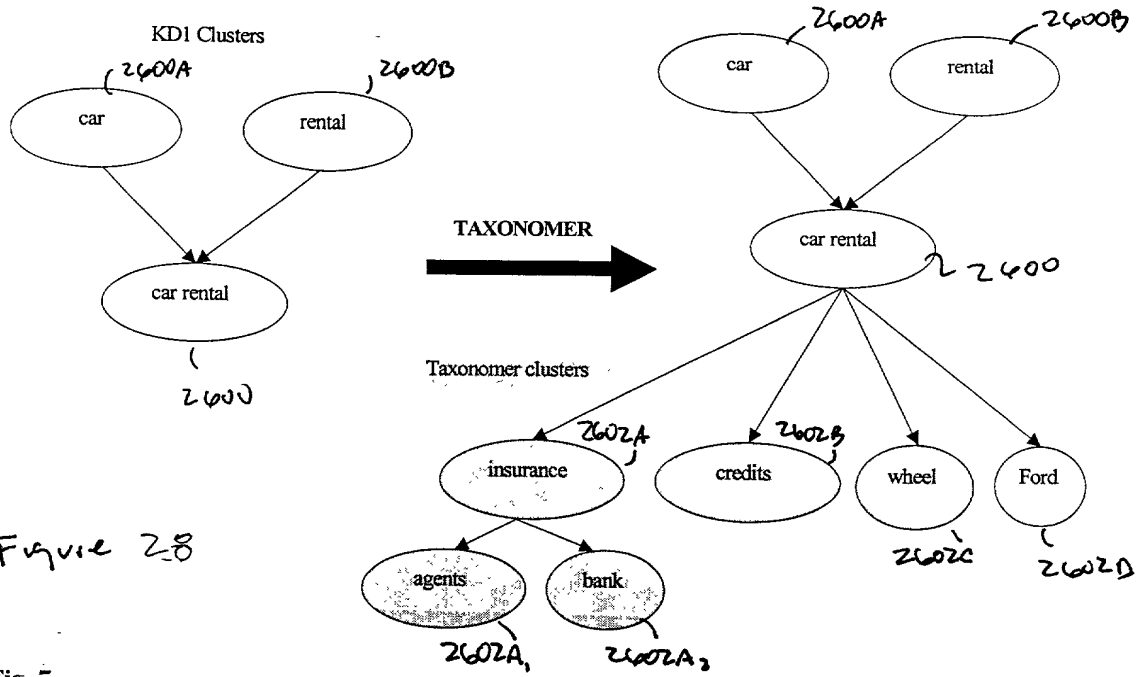 KD1 Clusters
2600A
2600B
car
rental
car rental
2600
TAXONOMER
2600A
2600B
car
rental
car rental
2600
Taxonomer clusters
2602A
2602B
insurance
credits
wheel
Ford
2602C
2602D
agents
bank
2602A₁
2602A₂
Figure 28